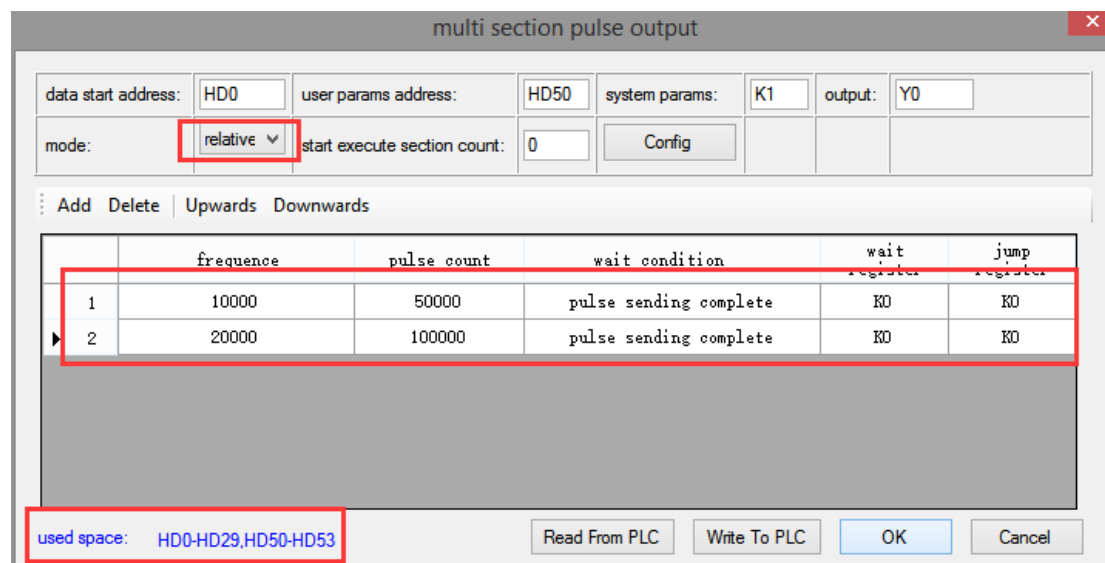 multi section pulse output
data start address: HD0 user params address: HD50 system params: K1 output: Y0
mode: relative start execute section count: 0 Config
Add Delete Upwards Downwards
frequence pulse count wait condition wait register jump register
1 10000 50000 pulse sending complete K0 K0
2 20000 100000 pulse sending complete K0 K0
used space: HD0-HD29,HD50-HD53 Read From PLC Write To PLC OK Cancel